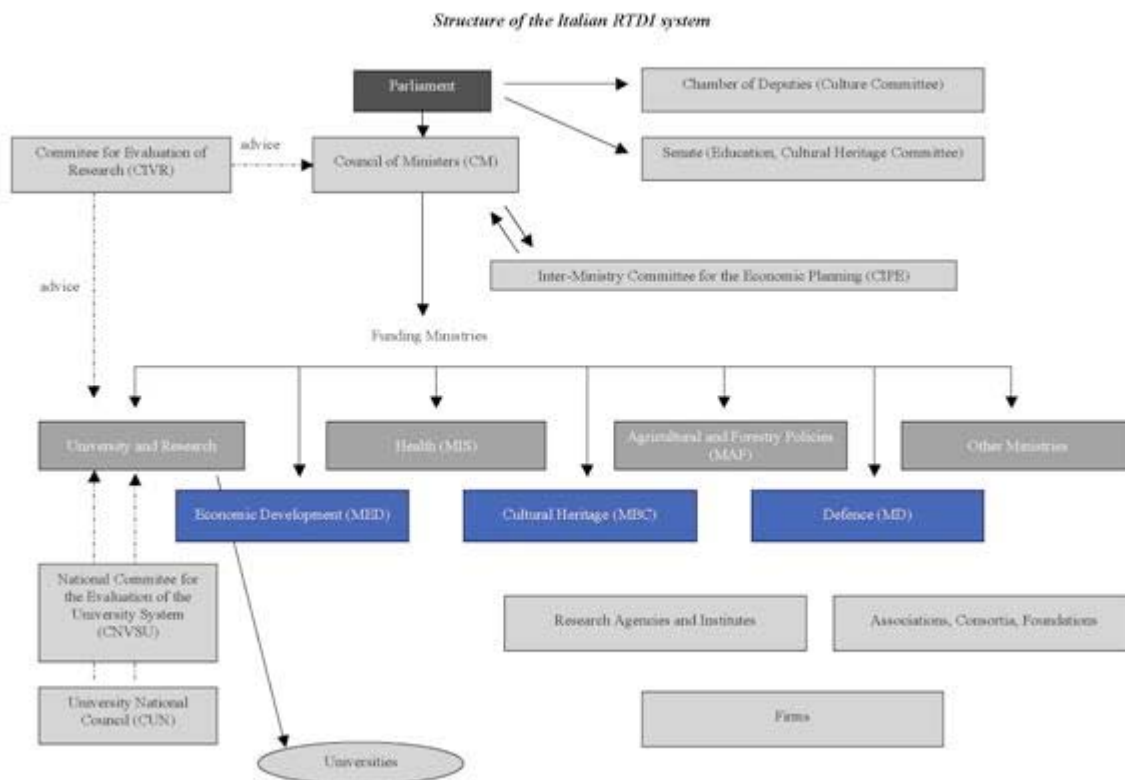 Structure of the Italian RTDI system
Parliament
Chamber of Deputies (Culture Committee)
advice
Commitee for Evaluation of
Research (CIVR)
Council of Ministers (CM)
Senate (Education, Cultural Heritage Committee)
Inter-Ministry Committee for the Economic Planning (CIPE)
advice
Funding Ministries
University and Research
Health (MIS)
Agricultural and Forestry Policies
(MAF)
Other Ministries
Economic Development (MED)
Cultural Heritage (MBC)
Defence (MD)
National Commitee for
the Evaluation of the
University System
(CNVSU)
Research Agencies and Institutes
Associations, Consortia, Foundations
University National
Council (CUN)
Firms
Universities